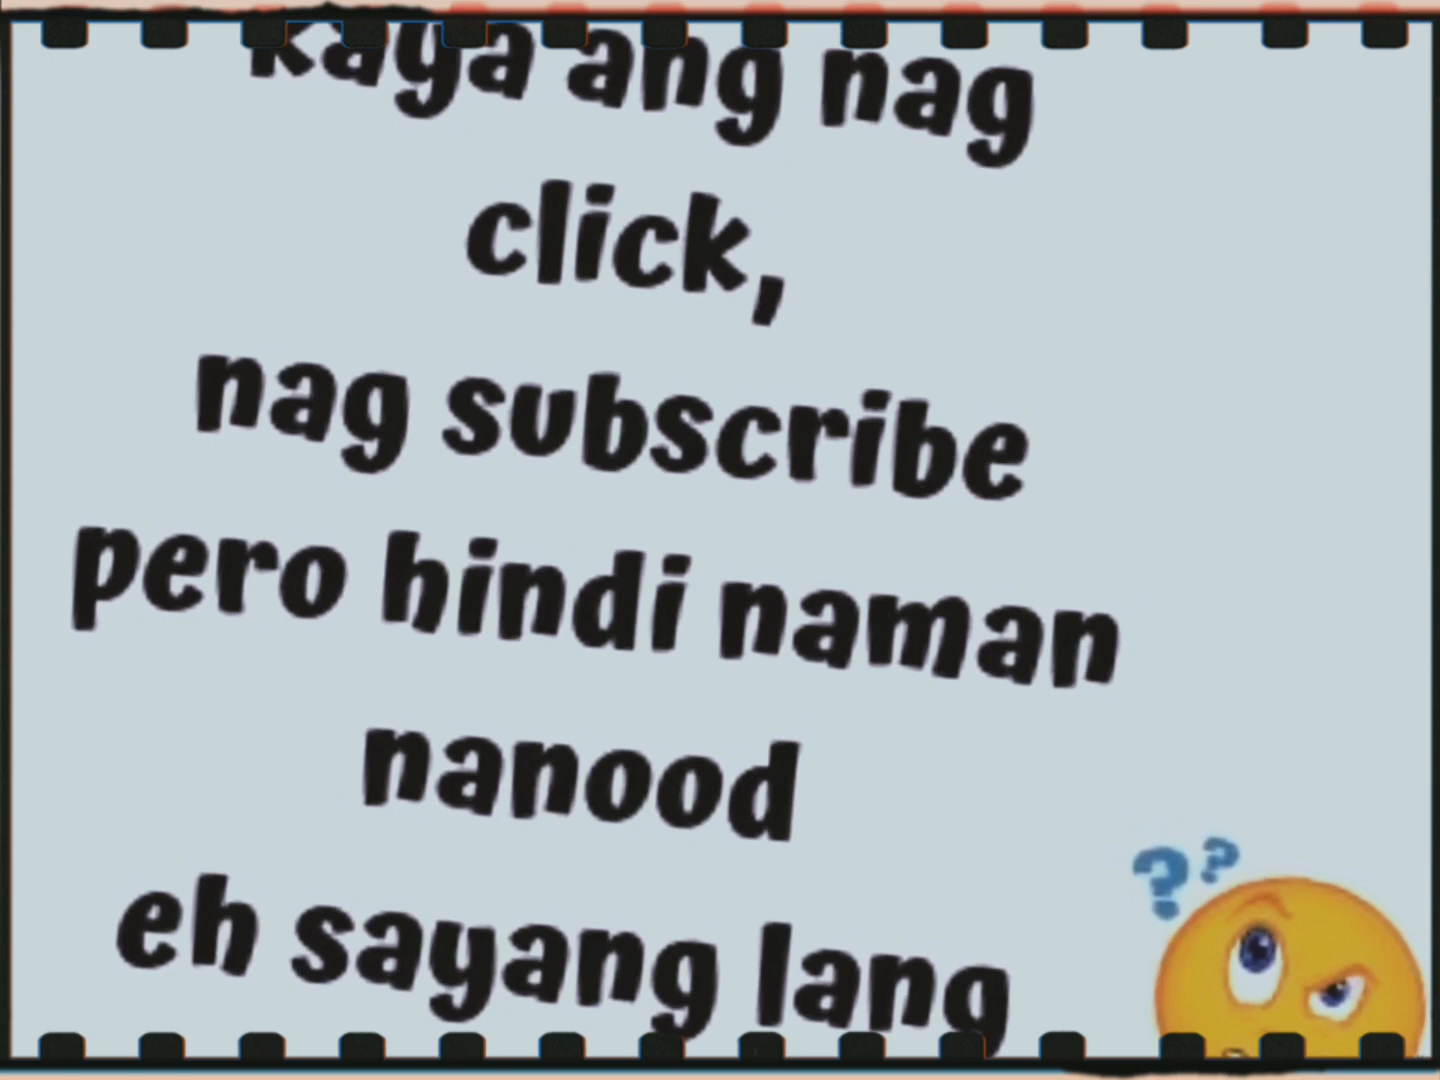 kaya ang nag
click,
nag subscribe
pero hindi naman
nanood
eh sayang lang
? ?